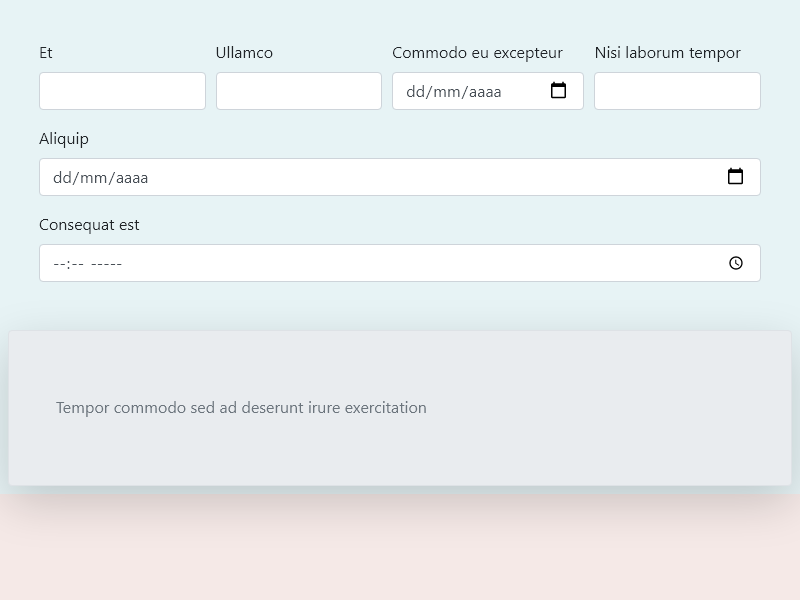 Et
Ullamco
Commodo eu excepteur
Nisi laborum tempor
dd/mm/aaaa
Aliquip
dd/mm/aaaa
Consequat est
--:-- -----
Tempor commodo sed ad deserunt irure exercitation